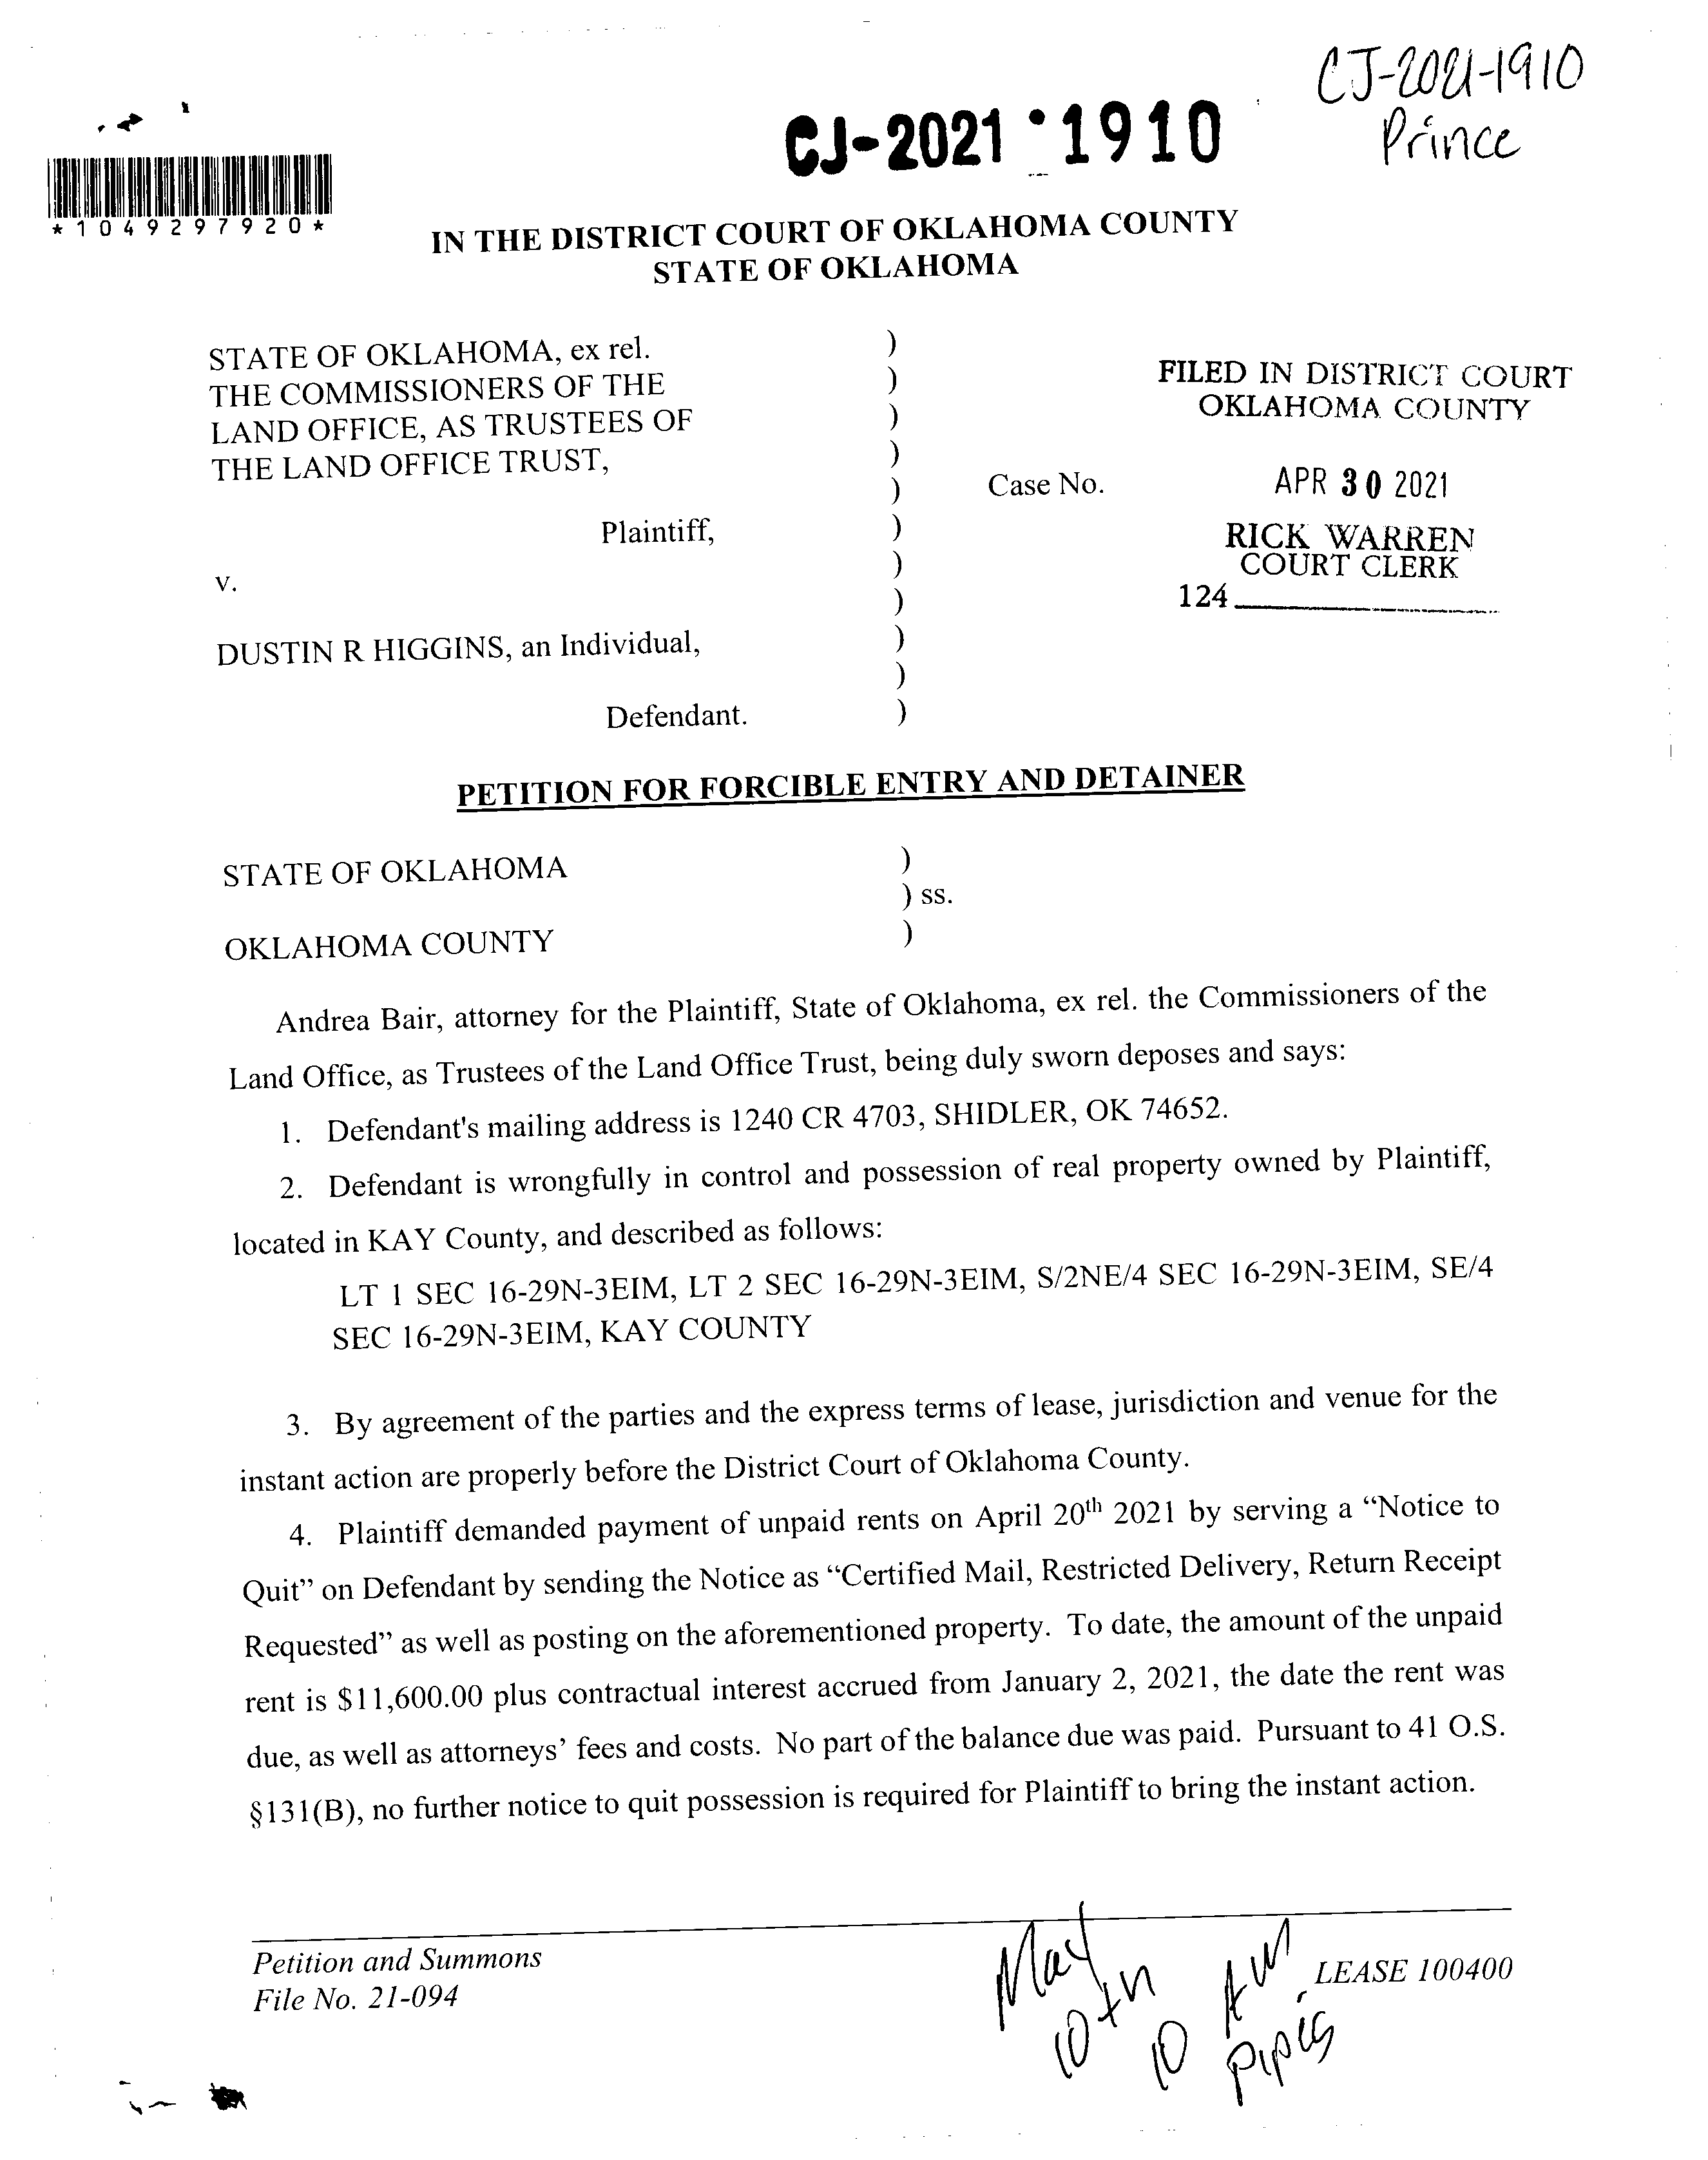 CJ-2021-1910
Prince
CJ-2021 1910
*1049297920*
IN THE DISTRICT COURT OF OKLAHOMA COUNTY
STATE OF OKLAHOMA
STATE OF OKLAHOMA, ex rel. )
THE COMMISSIONERS OF THE )
LAND OFFICE, AS TRUSTEES OF )
THE LAND OFFICE TRUST, )
)
Plaintiff, )
)
v. )
DUSTIN R HIGGINS, an Individual, )
)
Defendant. )
FILED IN DISTRICT COURT
OKLAHOMA COUNTY
Case No.
APR 30 2021
RICK WARREN
COURT CLERK
124
PETITION FOR FORCIBLE ENTRY AND DETAINER
STATE OF OKLAHOMA )
) ss.
OKLAHOMA COUNTY )
Andrea Bair, attorney for the Plaintiff, State of Oklahoma, ex rel. the Commissioners of the
Land Office, as Trustees of the Land Office Trust, being duly sworn deposes and says:
1. Defendant's mailing address is 1240 CR 4703, SHIDLER, OK 74652.
2. Defendant is wrongfully in control and possession of real property owned by Plaintiff,
located in KAY County, and described as follows:
LT 1 SEC 16-29N-3EIM, LT 2 SEC 16-29N-3EIM, S/2NE/4 SEC 16-29N-3EIM, SE/4
SEC 16-29N-3EIM, KAY COUNTY
3. By agreement of the parties and the express terms of lease, jurisdiction and venue for the
instant action are properly before the District Court of Oklahoma County.
4. Plaintiff demanded payment of unpaid rents on April 20th 2021 by serving a “Notice to
Quit” on Defendant by sending the Notice as “Certified Mail, Restricted Delivery, Return Receipt
Requested” as well as posting on the aforementioned property. To date, the amount of the unpaid
rent is $11,600.00 plus contractual interest accrued from January 2, 2021, the date the rent was
due, as well as attorneys’ fees and costs. No part of the balance due was paid. Pursuant to 41 O.S.
§131(B), no further notice to quit possession is required for Plaintiff to bring the instant action.
Petition and Summons
File No. 21-094
LEASE 100400
May
10th
10 AM
Pipes